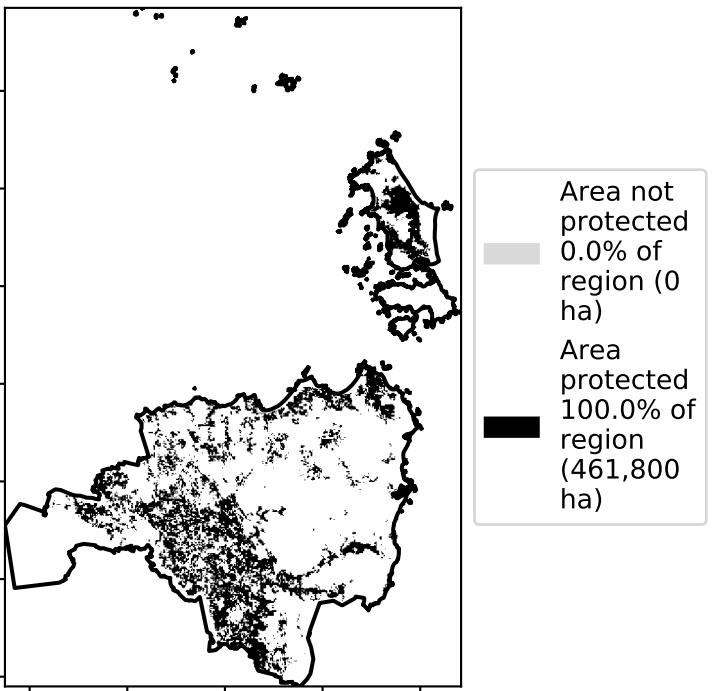 Area not
protected
0.0% of
region (0
ha)
Area
protected
100.0% of
region
(461,800
ha)